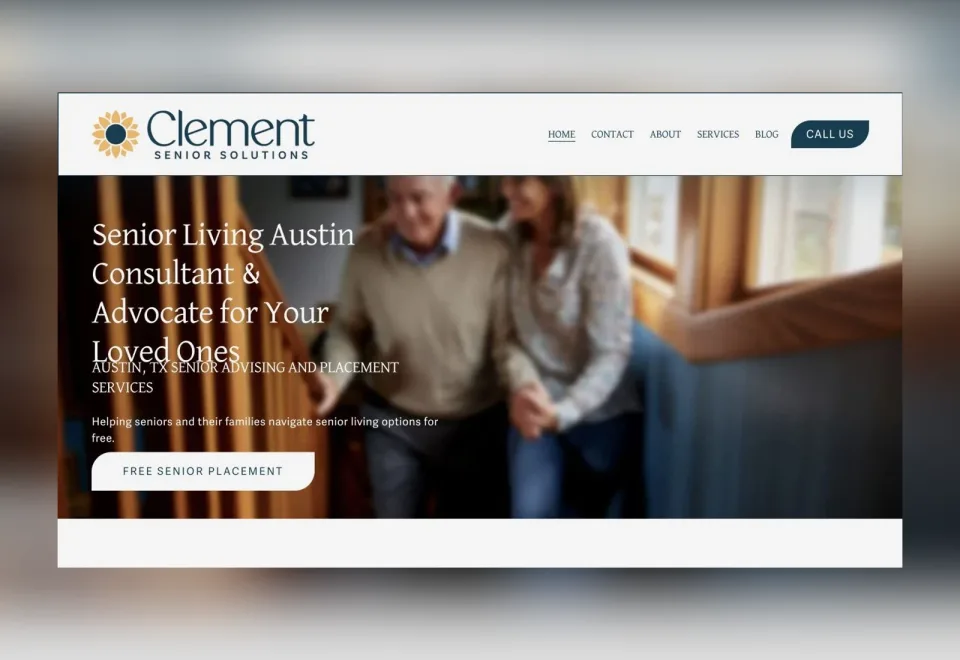 Clement
SENIOR SOLUTIONS
HOME CONTACT ABOUT SERVICES BLOG CALL US
Senior Living Austin
Consultant &
Advocate for Your
Loved Ones
AUSTIN, TX SENIOR ADVISING AND PLACEMENT
SERVICES
Helping seniors and their families navigate senior living options for
free.
FREE SENIOR PLACEMENT